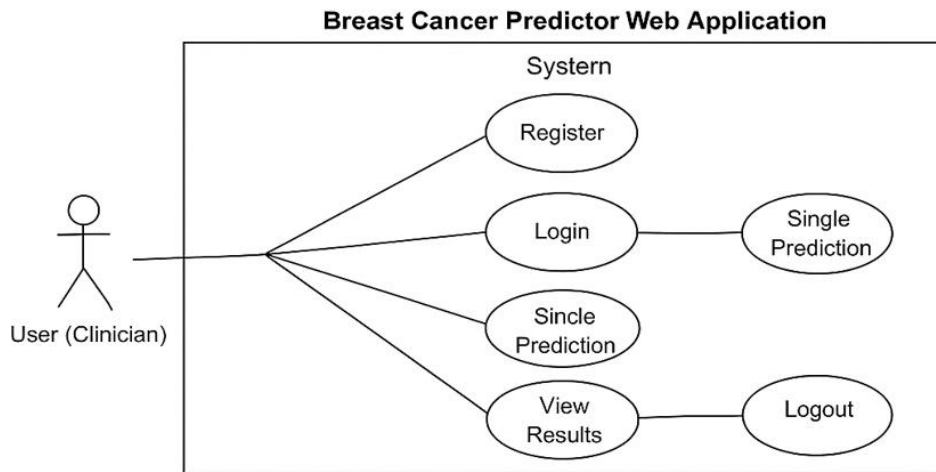 Breast Cancer Predictor Web Application
Systern
Register
Login
Single
Prediction
User (Clinician)
Sincle
Prediction
View
Results
Logout